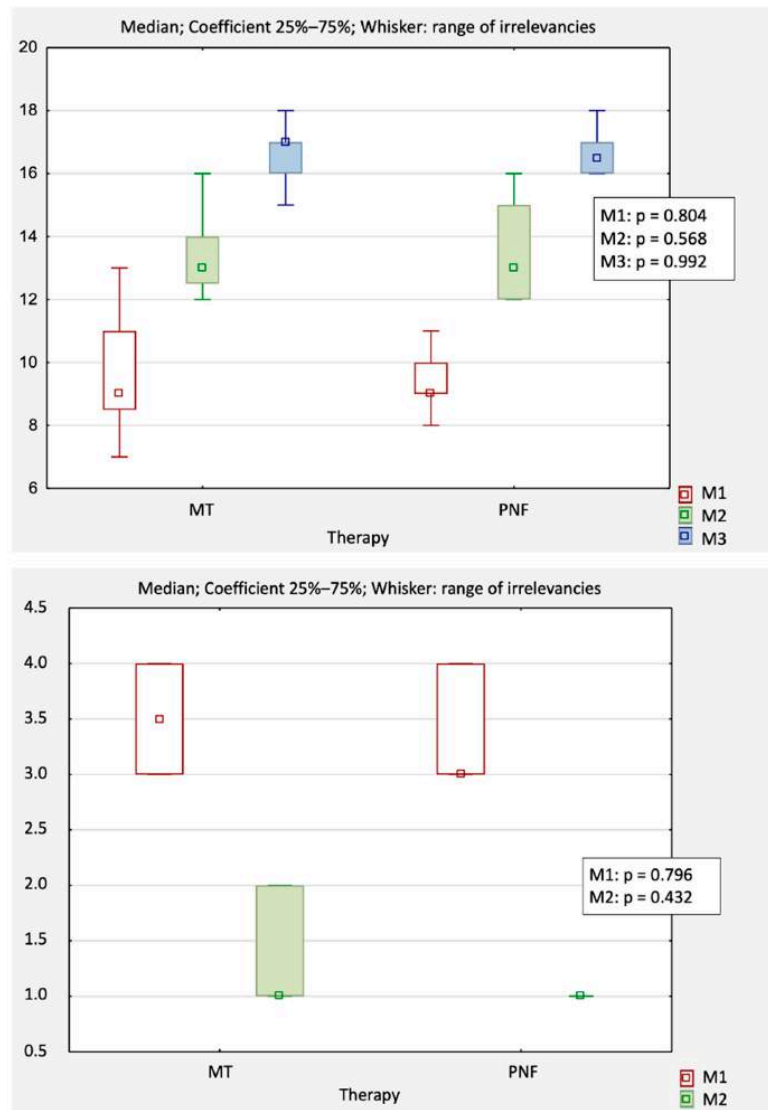 Median; Coefficient 25%–75%; Whisker: range of irrelevancies
20
18
16
14
12
10
8
6
M1: p = 0.804
M2: p = 0.568
M3: p = 0.992
MT
PNF
Therapy
M1
M2
M3
Median; Coefficient 25%–75%; Whisker: range of irrelevancies
4.5
4.0
3.5
3.0
2.5
2.0
1.5
1.0
0.5
M1: p = 0.796
M2: p = 0.432
MT
PNF
Therapy
M1
M2